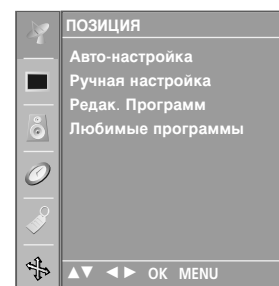 ПОЗИЦИЯ
Авто-настройка
Ручная настройка
Редак. Программ
Любимые программы
▲▼ ◄► OK MENU